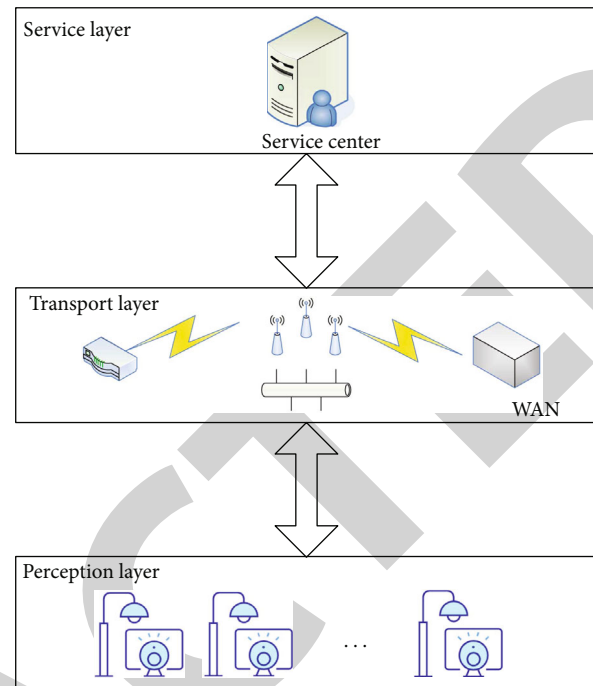 Service layer
Service center
Transport layer
WAN
Perception layer
...